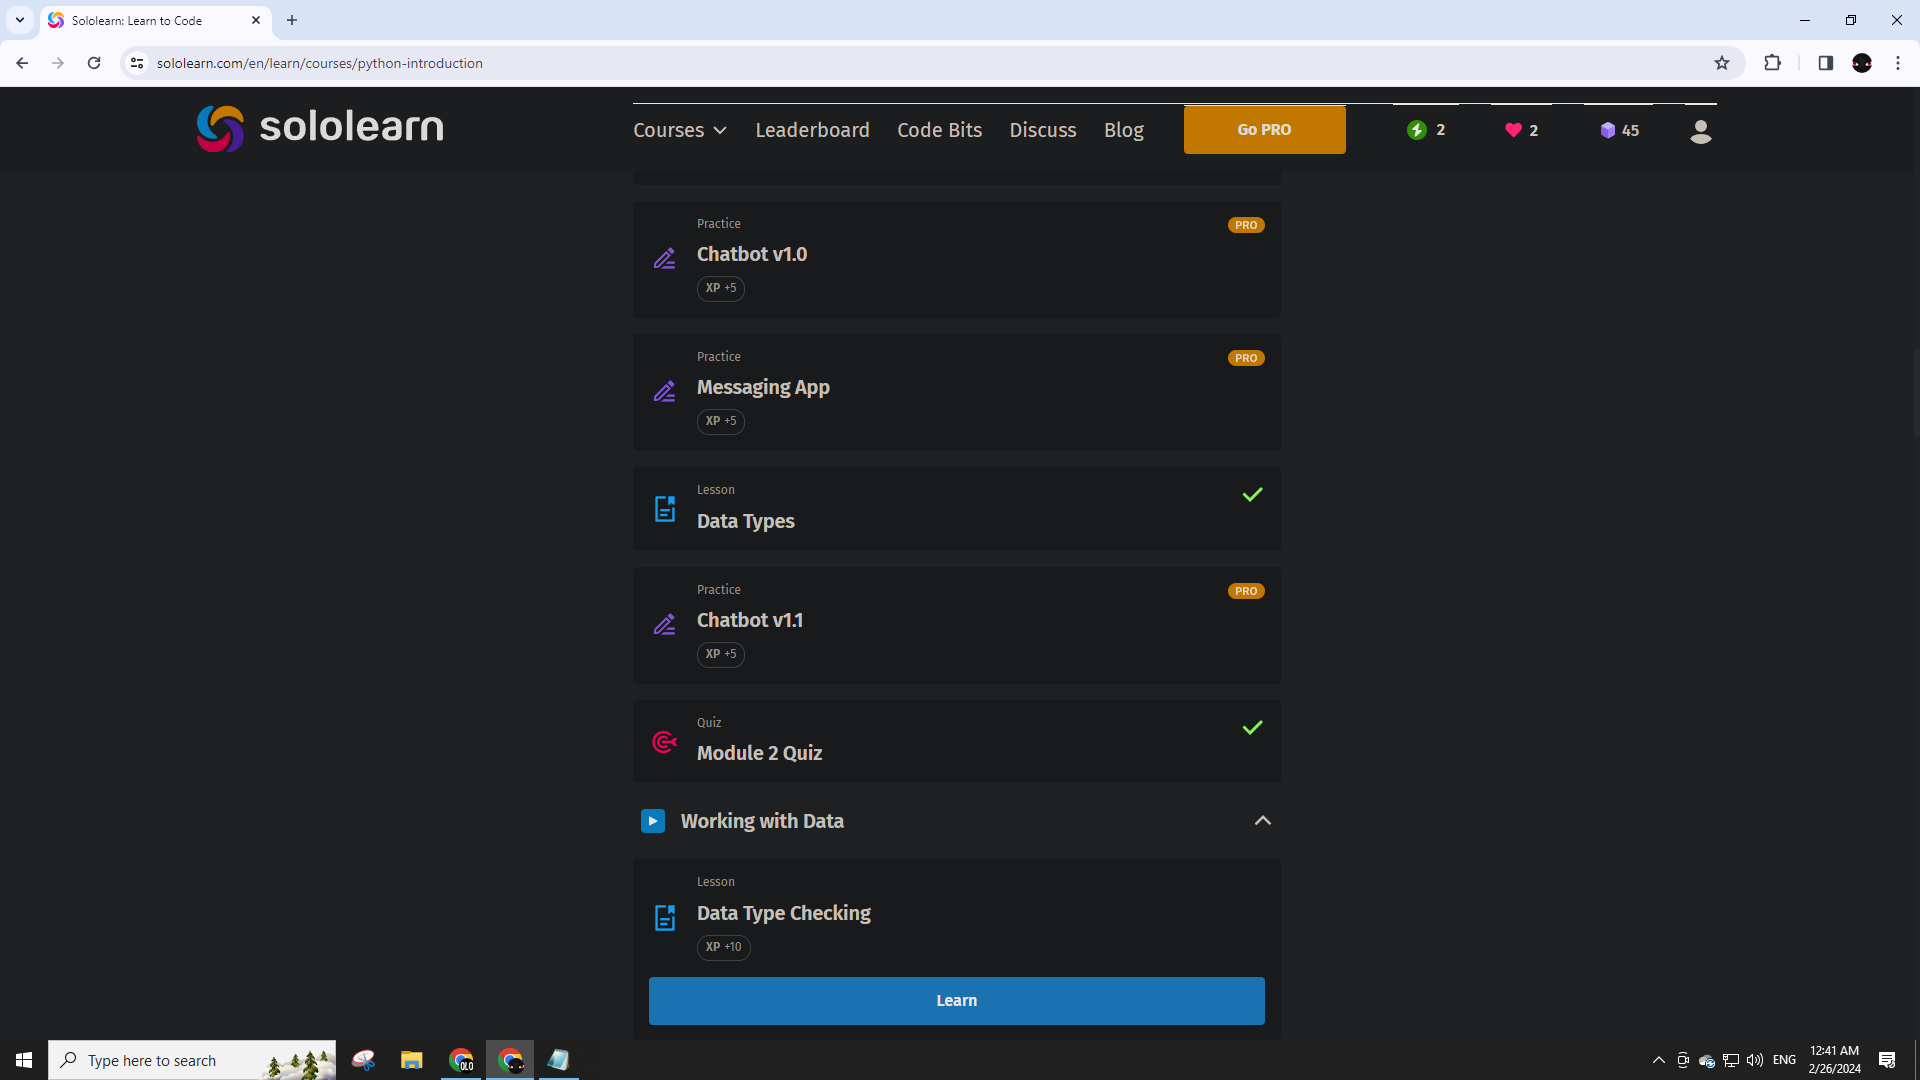 Sololearn: Learn to Code
sololearn.com/en/learn/courses/python-introduction
sololearn
Courses
Leaderboard
Code Bits
Discuss
Blog
Go PRO
2
2
45
Practice
PRO
Chatbot v1.0
XP +5
Practice
PRO
Messaging App
XP +5
Lesson
Data Types
Practice
PRO
Chatbot v1.1
XP +5
Quiz
Module 2 Quiz
Working with Data
Lesson
Data Type Checking
XP +10
Learn
Type here to search
OLO
ENG
12:41 AM
2/26/2024